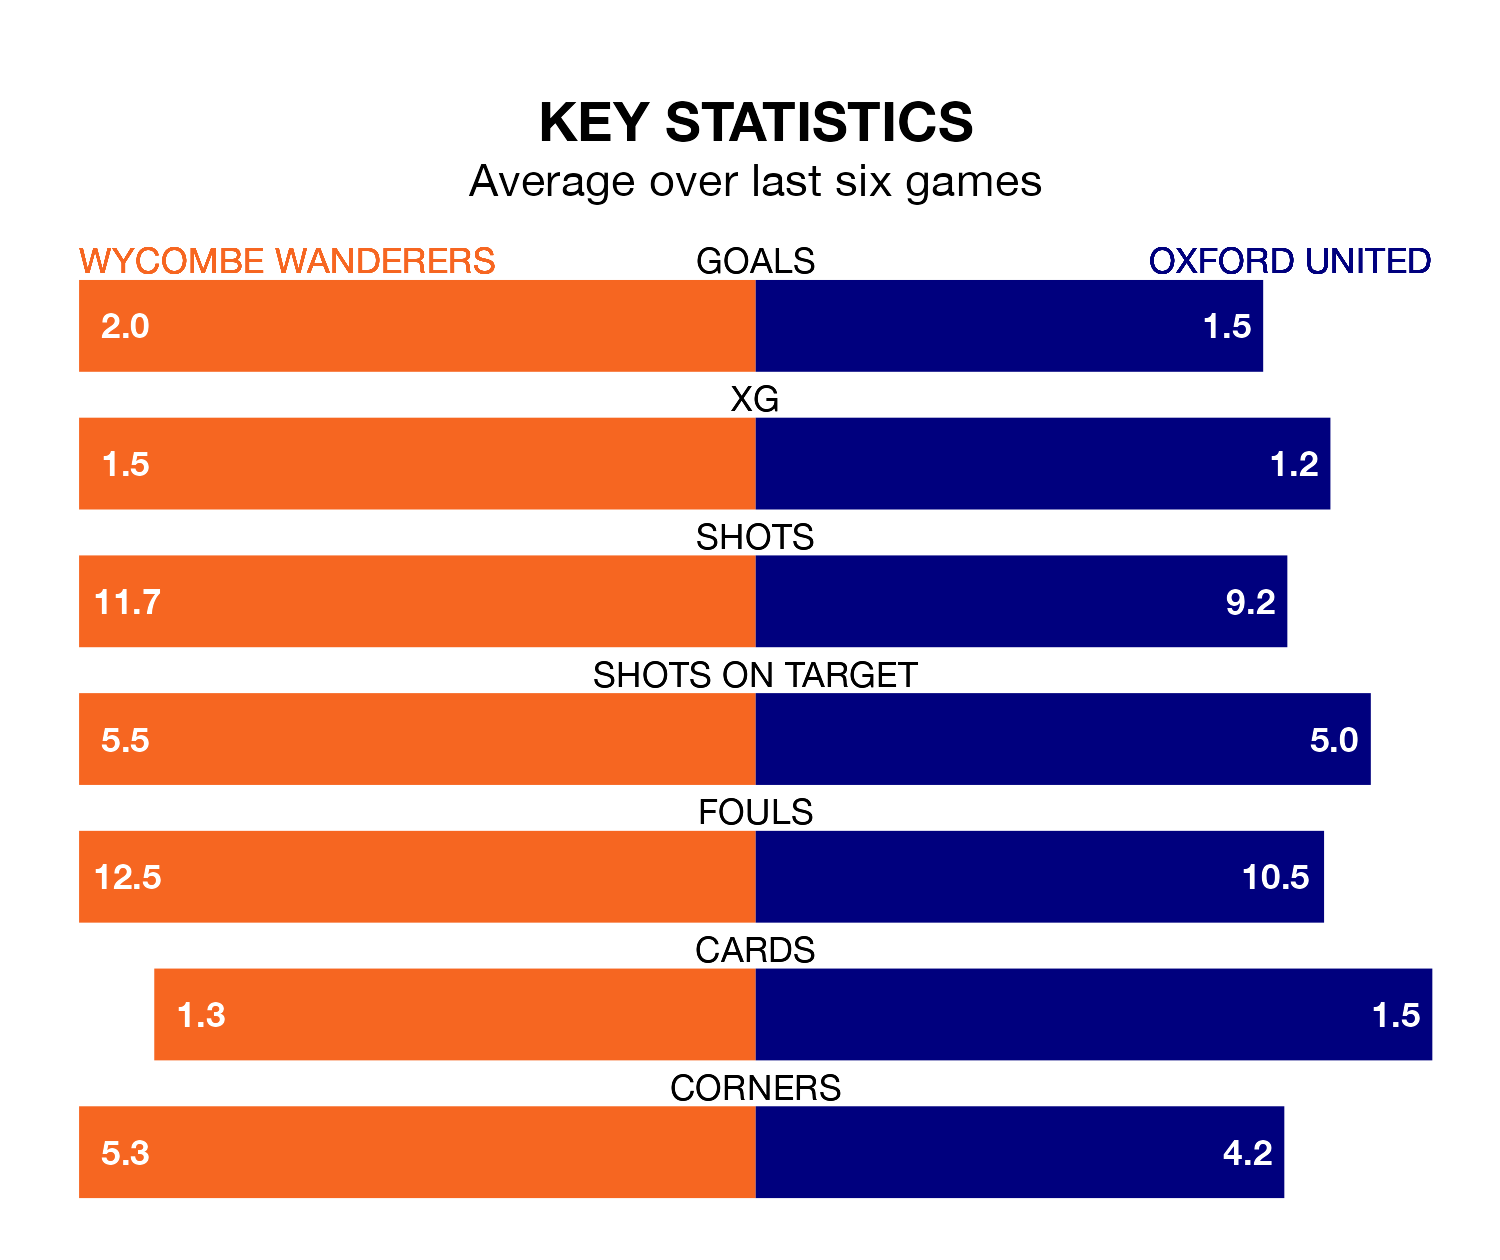 KEY STATISTICS
Average over last six games
WYCOMBE WANDERERS GOALS OXFORD UNITED
2.0 1.5
XG
1.5 1.2
SHOTS
11.7 9.2
SHOTS ON TARGET
5.5 5.0
FOULS
12.5 10.5
CARDS
1.3 1.5
CORNERS
5.3 4.2